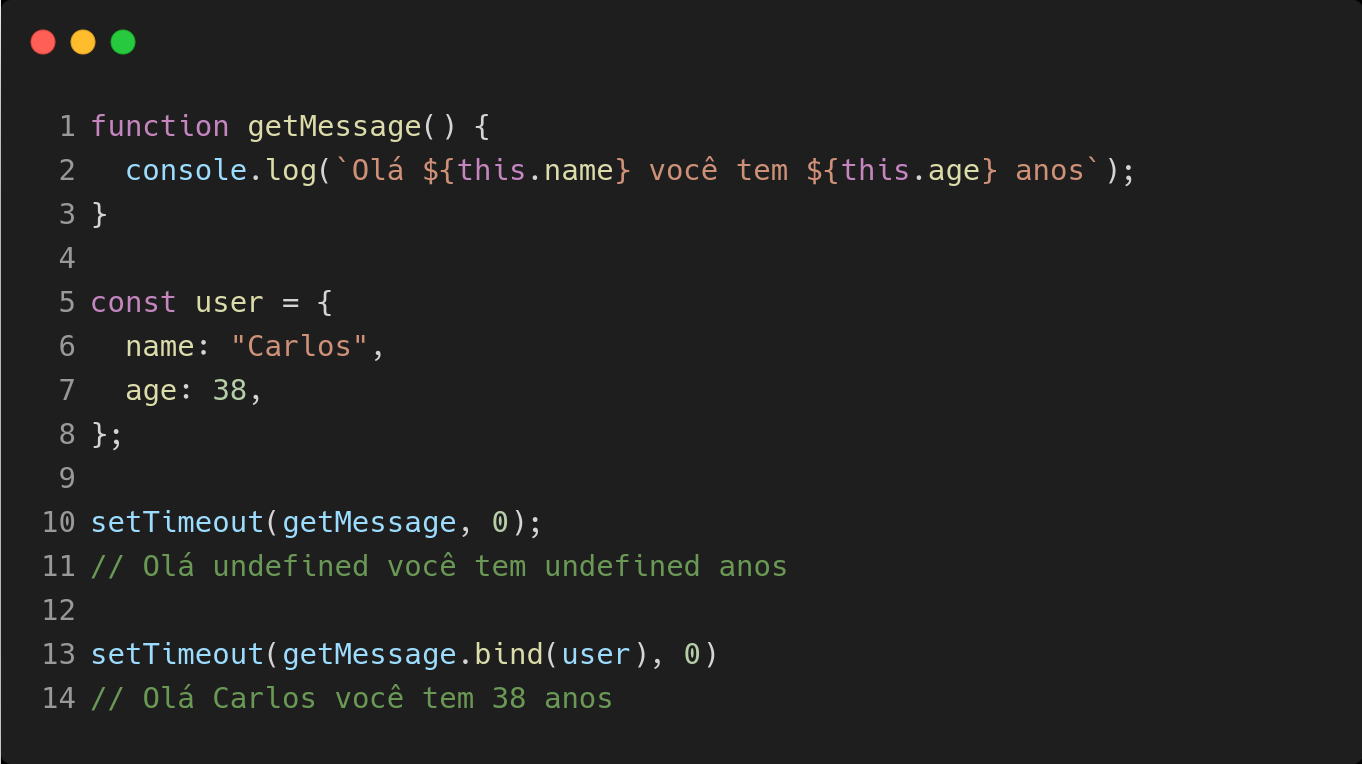 1 function getMessage() {
2   console.log(`Olá ${this.name} você tem ${this.age} anos`);
3 }
4
5 const user = {
6   name: "Carlos",
7   age: 38,
8 };
9
10 setTimeout(getMessage, 0);
11 // Olá undefined você tem undefined anos
12
13 setTimeout(getMessage.bind(user), 0)
14 // Olá Carlos você tem 38 anos